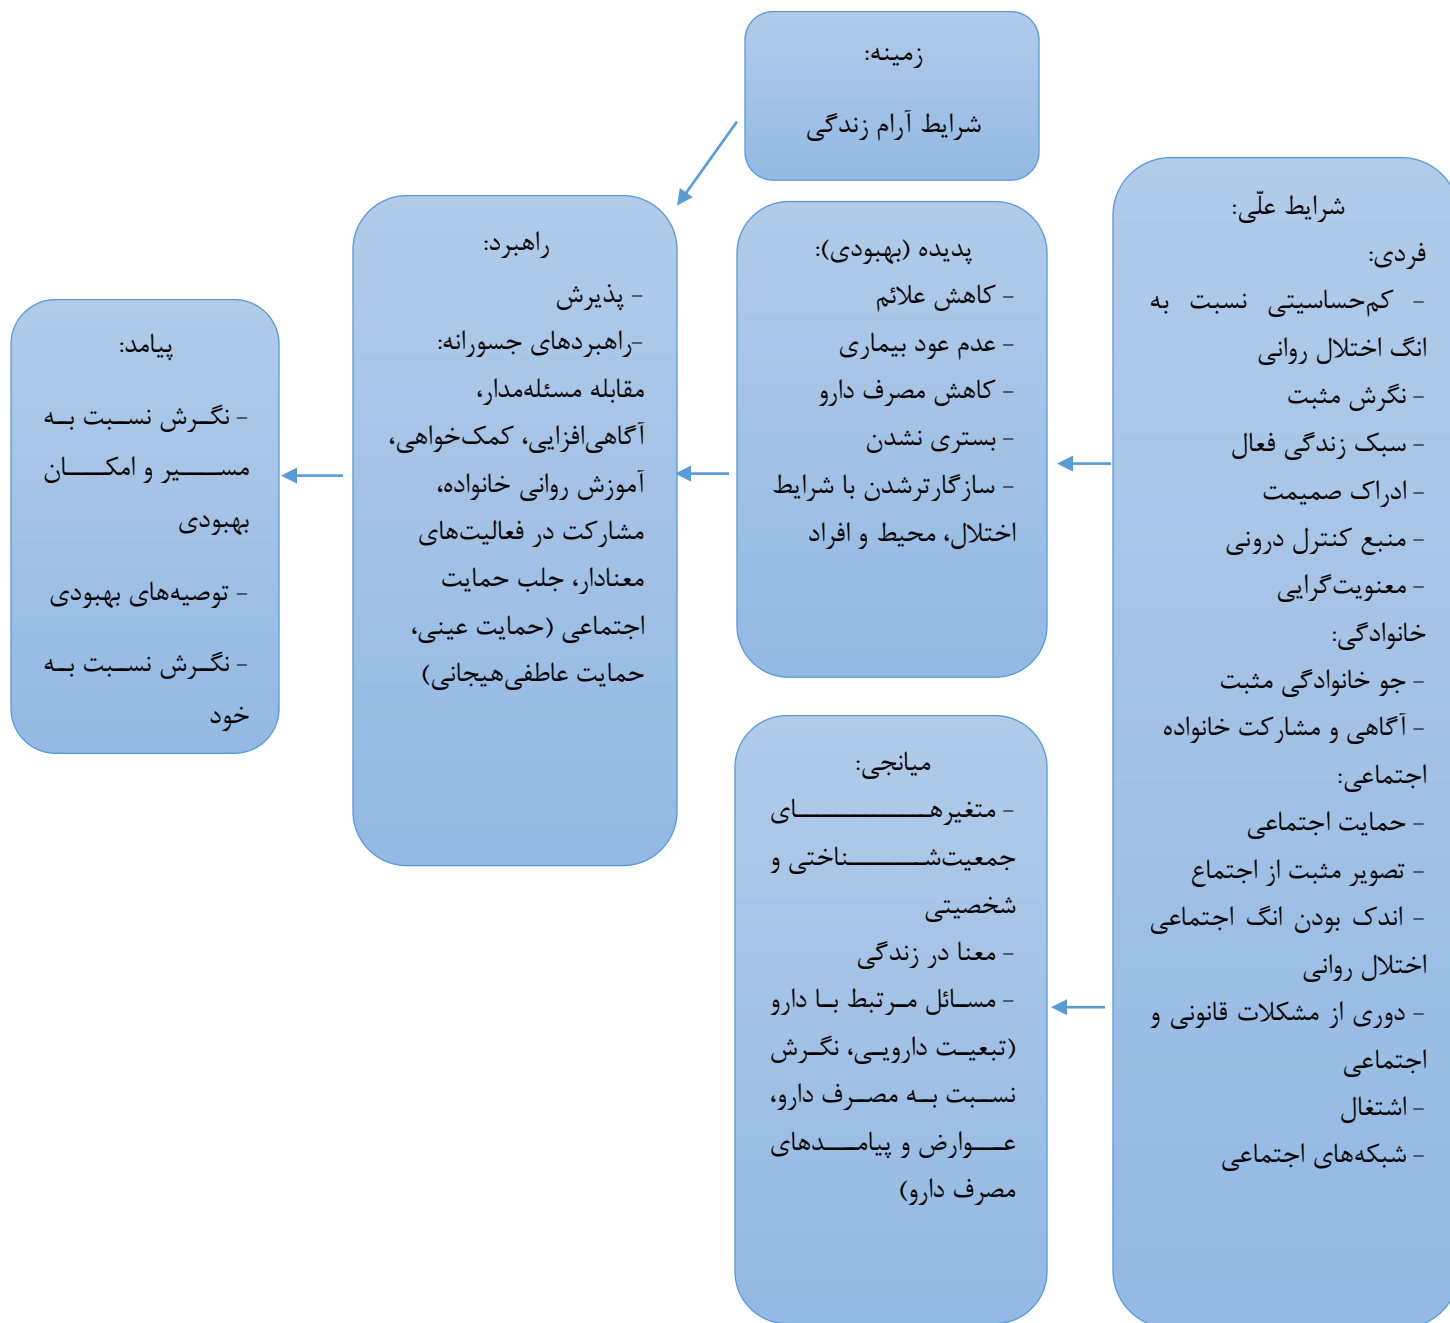 زمینه:
شرایط آرام زندگی
شرایط علّی:
فردی:
- کم‌حساسیتی نسبت به
انگ اختلال روانی
- نگرش مثبت
- سبک زندگی فعال
- ادراک صمیمت
- منبع کنترل درونی
- معنویت‌گرایی
خانوادگی:
- جو خانوادگی مثبت
- آگاهی و مشارکت خانواده
اجتماعی:
- حمایت اجتماعی
- تصویر مثبت از اجتماع
- اندک بودن انگ اجتماعی
اختلال روانی
- دوری از مشکلات قانونی و
اجتماعی
- اشتغال
- شبکه‌های اجتماعی
پدیده (بهبودی):
- کاهش علائم
- عدم عود بیماری
- کاهش مصرف دارو
- بستری نشدن
- سازگارترشدن با شرایط
اختلال، محیط و افراد
میانجی:
- متغیرهای
جمعیت‌شناختی و
شخصیتی
- معنا در زندگی
- مسائل مرتبط با دارو
(تبعیت دارویی، نگرش
نسبت به مصرف دارو،
عوارض و پیامدهای
مصرف دارو)
راهبرد:
- پذیرش
-راهبردهای جسورانه:
مقابله مسئله‌مدار،
آگاهی‌افزایی، کمک‌خواهی،
آموزش روانی خانواده،
مشارکت در فعالیت‌های
معنادار، جلب حمایت
اجتماعی (حمایت عینی،
حمایت عاطفی‌هیجانی)
پیامد:
- نگرش نسبت به
مسیر و امکان
بهبودی
- توصیه‌های بهبودی
- نگرش نسبت به
خود